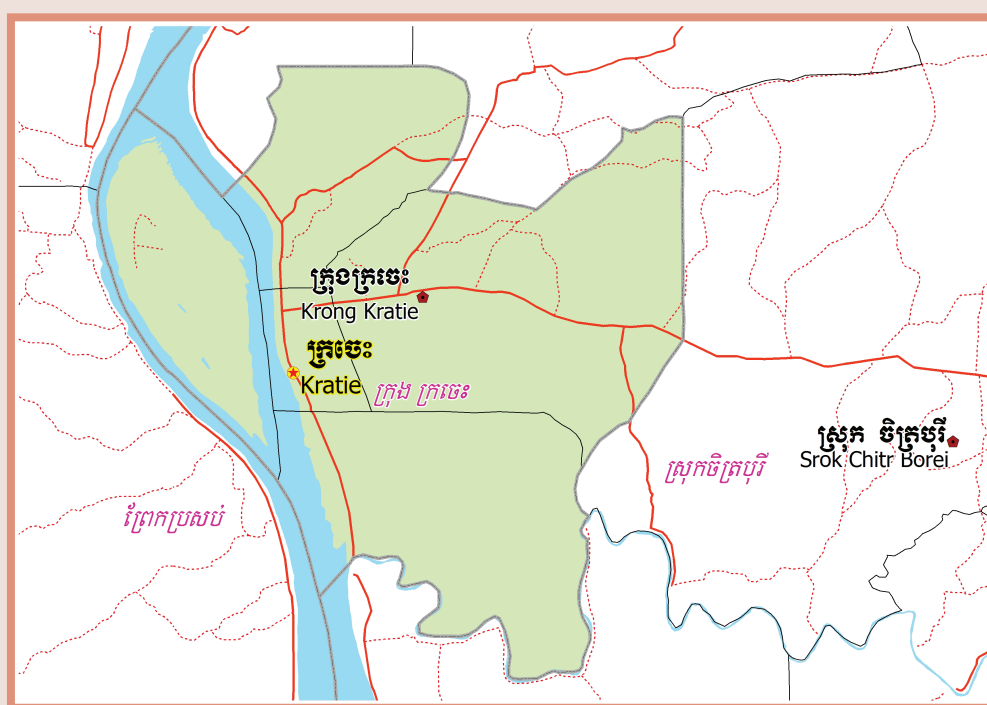 ក្រុងក្រចេះ
Krong Kratie
ក្រចេះ
Kratie
ក្រុង ក្រចេះ
ស្រុក ចិត្របុរី
Srok Chitr Borei
ស្រុកចិត្របុរី
ព្រែកប្រសប់